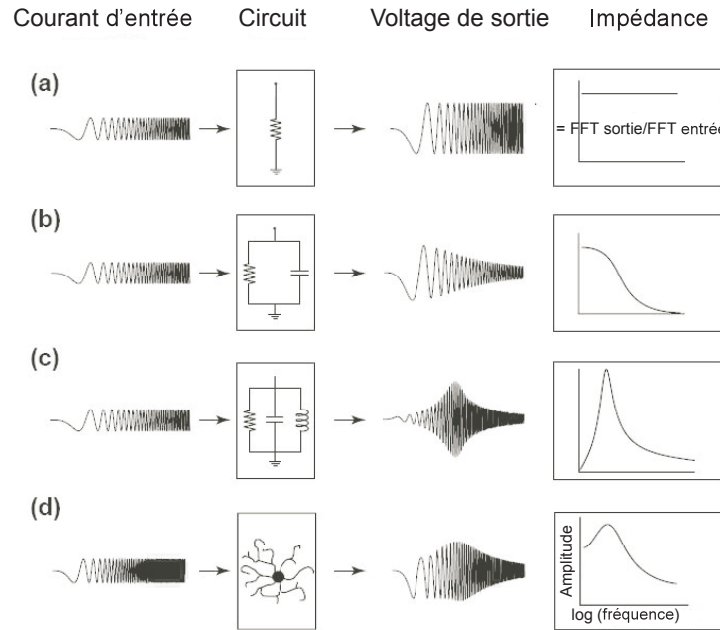 Courant d'entrée Circuit Voltage de sortie Impédance
(a)
= FFT sortie/FFT entrée
(b)
(c)
(d)
Amplitude
log (fréquence)